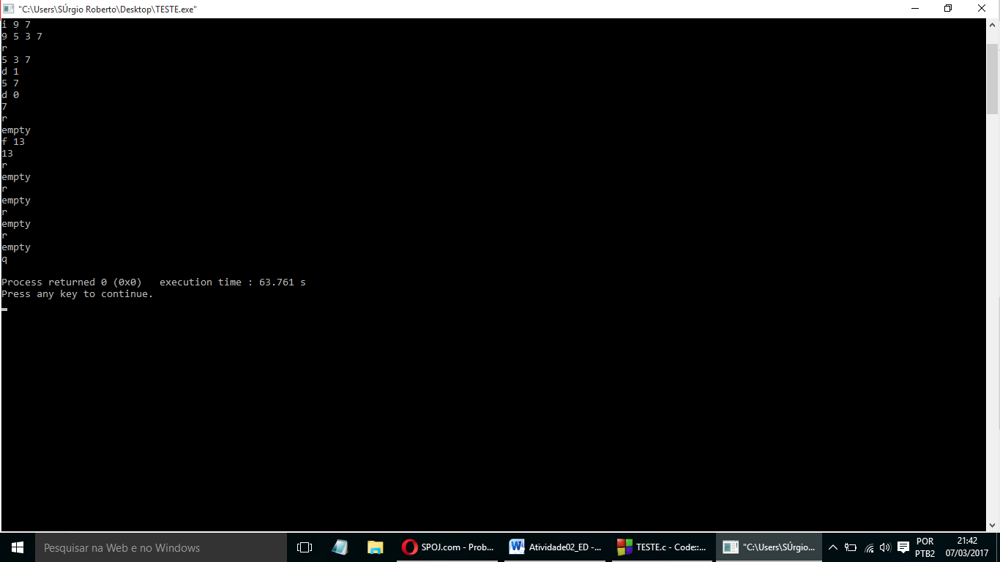 "C:\Users\SÚrgio Roberto\Desktop\TESTE.exe"
i 9 7
9 5 3 7
r
5 3 7
d 1
5 7
d 0
7
r
empty
f 13
13
r
empty
r
empty
r
empty
r
empty
q
Process returned 0 (0x0)   execution time : 63.761 s
Press any key to continue.
Pesquisar na Web e no Windows
SPOJ.com - Prob...
Atividade02_ED -...
TESTE.c - Code::...
"C:\Users\SÚrgio...
POR
PTB2
21:42
07/03/2017